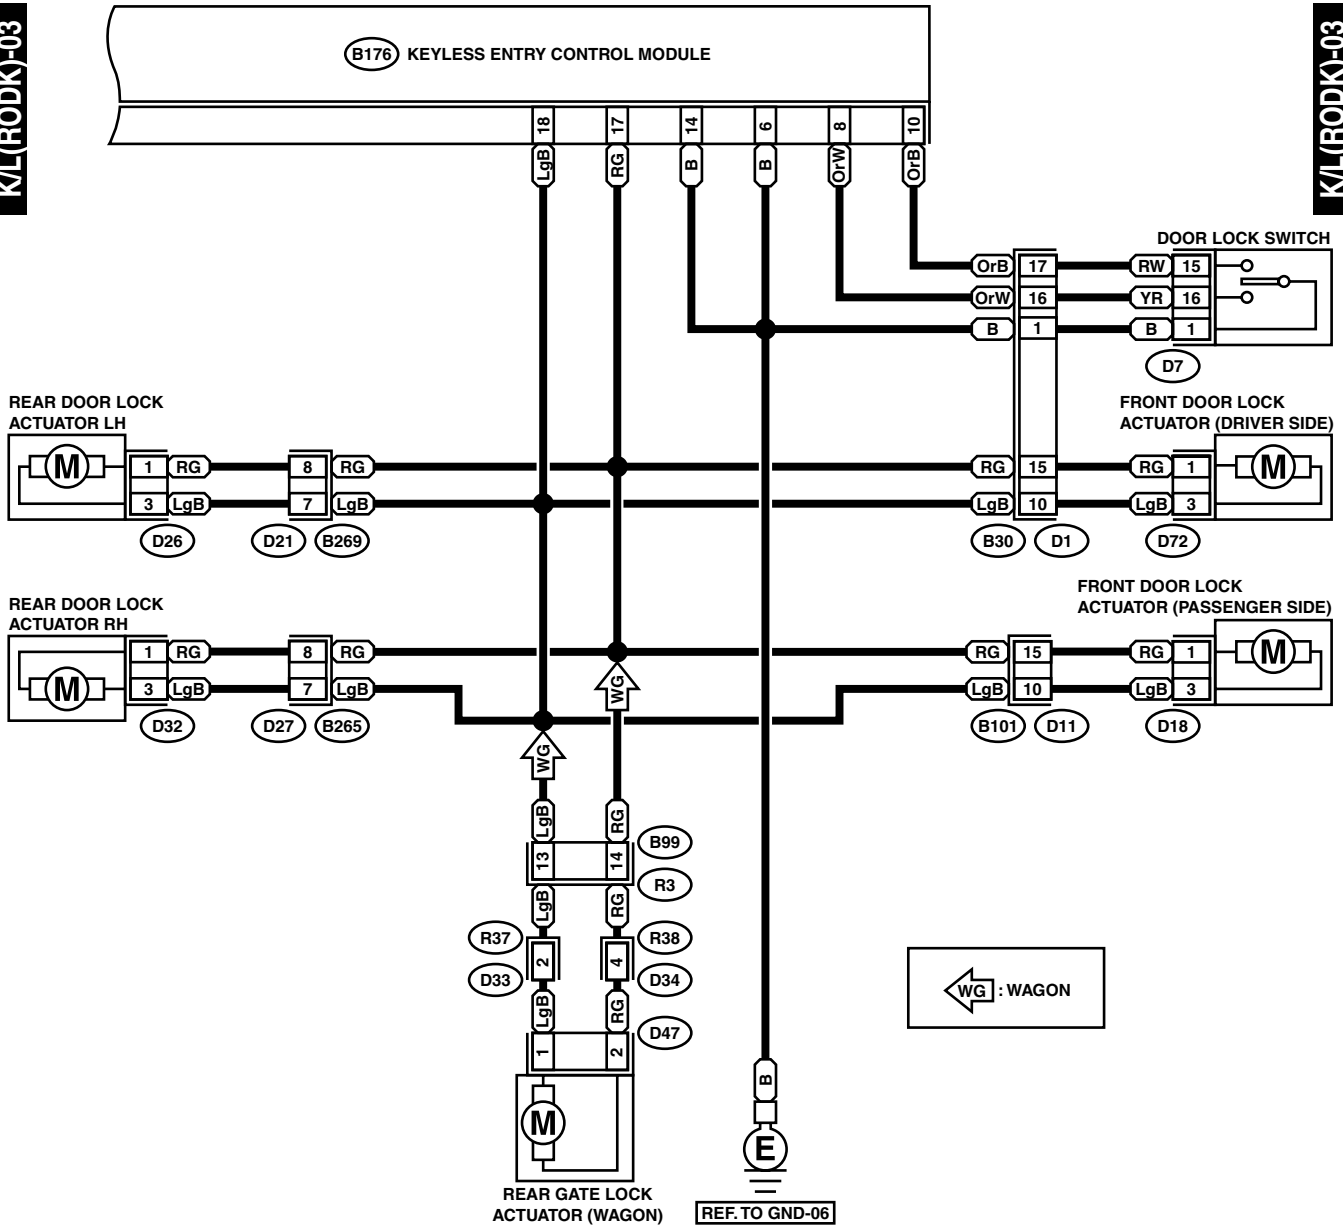 K/L(RODK)-03
K/L(RODK)-03
B176 KEYLESS ENTRY CONTROL MODULE
18 17 14 6 8 10
LgB RG B B OrW OrB
DOOR LOCK SWITCH
OrB 17 RW 15
OrW 16 YR 16
B 1 B 1
D7
REAR DOOR LOCK
ACTUATOR LH
FRONT DOOR LOCK
ACTUATOR (DRIVER SIDE)
M 1 RG 8 RG RG 15 RG 1 M
3 LgB 7 LgB LgB 10 LgB 3
D26 D21 B269 B30 D1 D72
FRONT DOOR LOCK
ACTUATOR (PASSENGER SIDE)
REAR DOOR LOCK
ACTUATOR RH
1 RG 8 RG RG 15 RG 1 M
M 3 LgB 7 LgB LgB 10 LgB 3
WG
D32 D27 B265 B101 D11 D18
WG
LgB RG
B99
13 14
R3
LgB RG
R37 R38
2 4
D33 D34
LgB RG
WG : WAGON
D47
1 2
B
M
E
REAR GATE LOCK
ACTUATOR (WAGON)
REF. TO GND-06